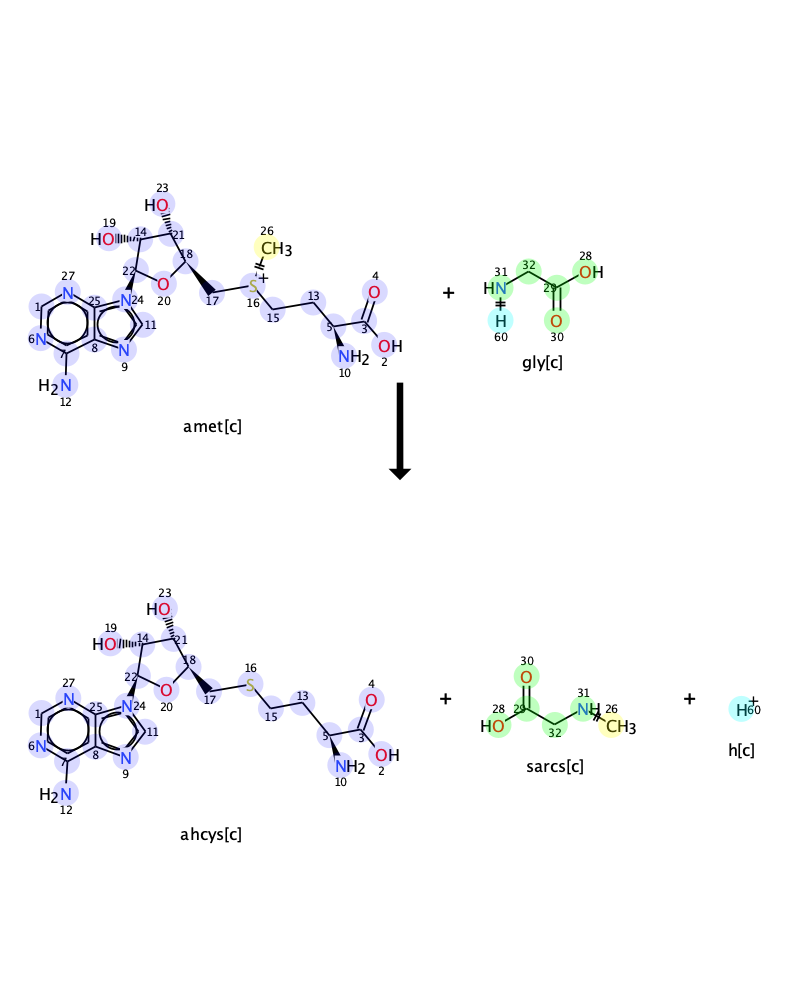 23
HO
19
HO
14
21
18
26
CH3
27
N
22
O
20
N
24
25
1
6
N
7
8
N
9
11
17
S
+
16
15
13
4
O
5
3
OH
2
NH2
10
H2N
12
+
28
OH
31
32
HN
29
H
60
O
30
gly[c]
amet[c]
23
HO
19
HO
14
21
18
22
O
20
17
16
S
15
13
4
O
5
3
OH
2
NH2
10
27
N
25
N
24
1
6
N
7
8
N
9
11
H2N
12
+
30
O
28
HO
29
32
31
NH
26
CH3
+
H
+
60
sarcs[c]
h[c]
ahcys[c]